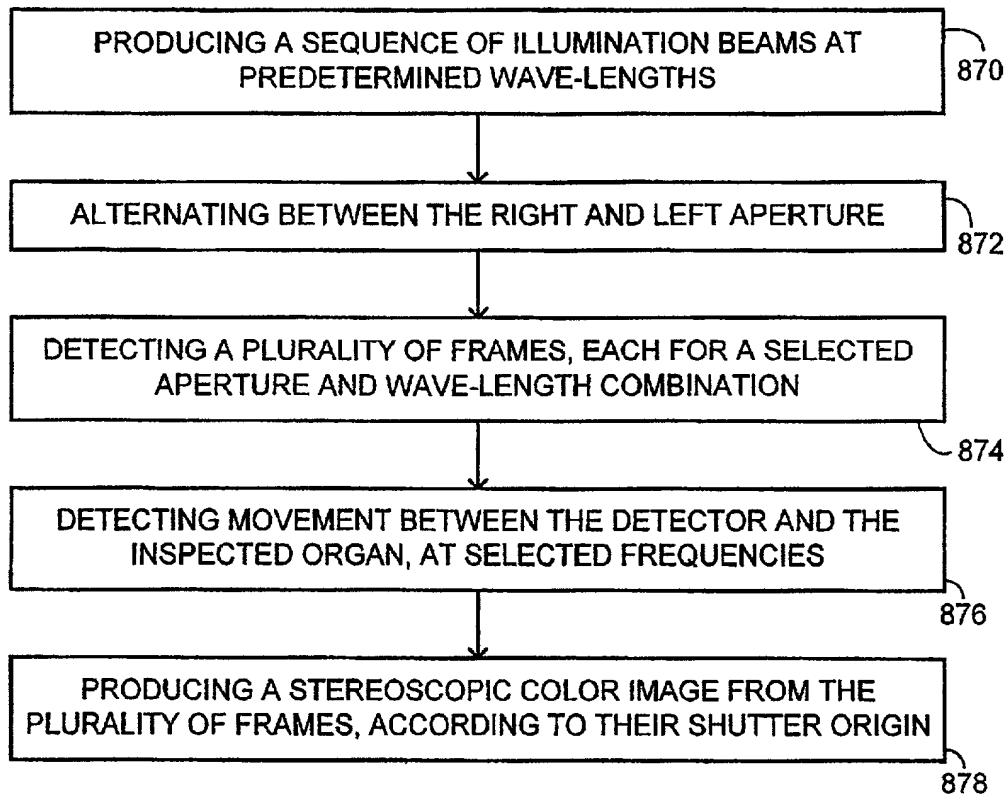 PRODUCING A SEQUENCE OF ILLUMINATION BEAMS AT
PREDETERMINED WAVE-LENGTHS
870
ALTERNATING BETWEEN THE RIGHT AND LEFT APERTURE
872
DETECTING A PLURALITY OF FRAMES, EACH FOR A SELECTED
APERTURE AND WAVE-LENGTH COMBINATION
874
DETECTING MOVEMENT BETWEEN THE DETECTOR AND THE
INSPECTED ORGAN, AT SELECTED FREQUENCIES
876
PRODUCING A STEREOSCOPIC COLOR IMAGE FROM THE
PLURALITY OF FRAMES, ACCORDING TO THEIR SHUTTER ORIGIN
878